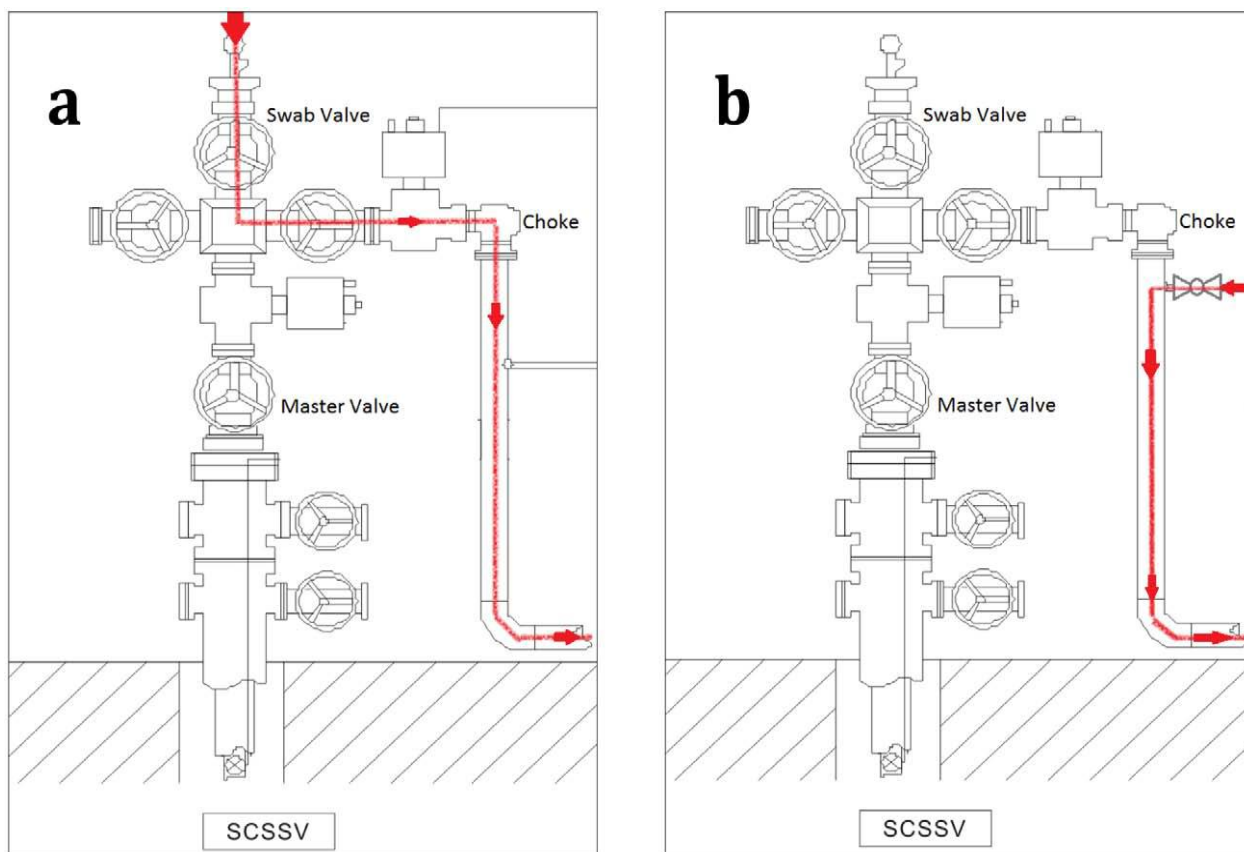 a
Swab Valve
Choke
Master Valve
SCSSV
b
Swab Valve
Choke
Master Valve
SCSSV